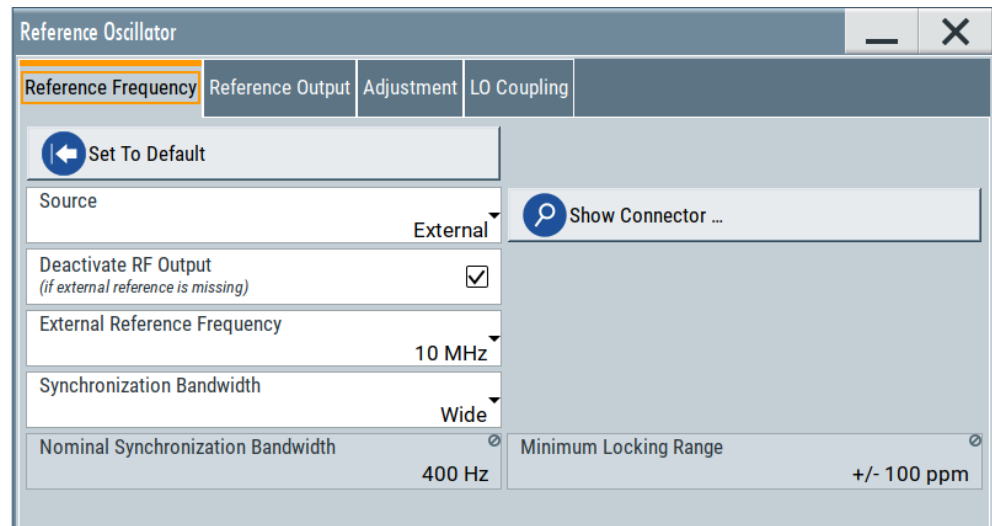 Reference Oscillator
Reference Frequency Reference Output Adjustment LO Coupling
Set To Default
Source
External
Show Connector ...
Deactivate RF Output
(if external reference is missing)
External Reference Frequency
10 MHz
Synchronization Bandwidth
Wide
Nominal Synchronization Bandwidth
400 Hz
Minimum Locking Range
+/- 100 ppm